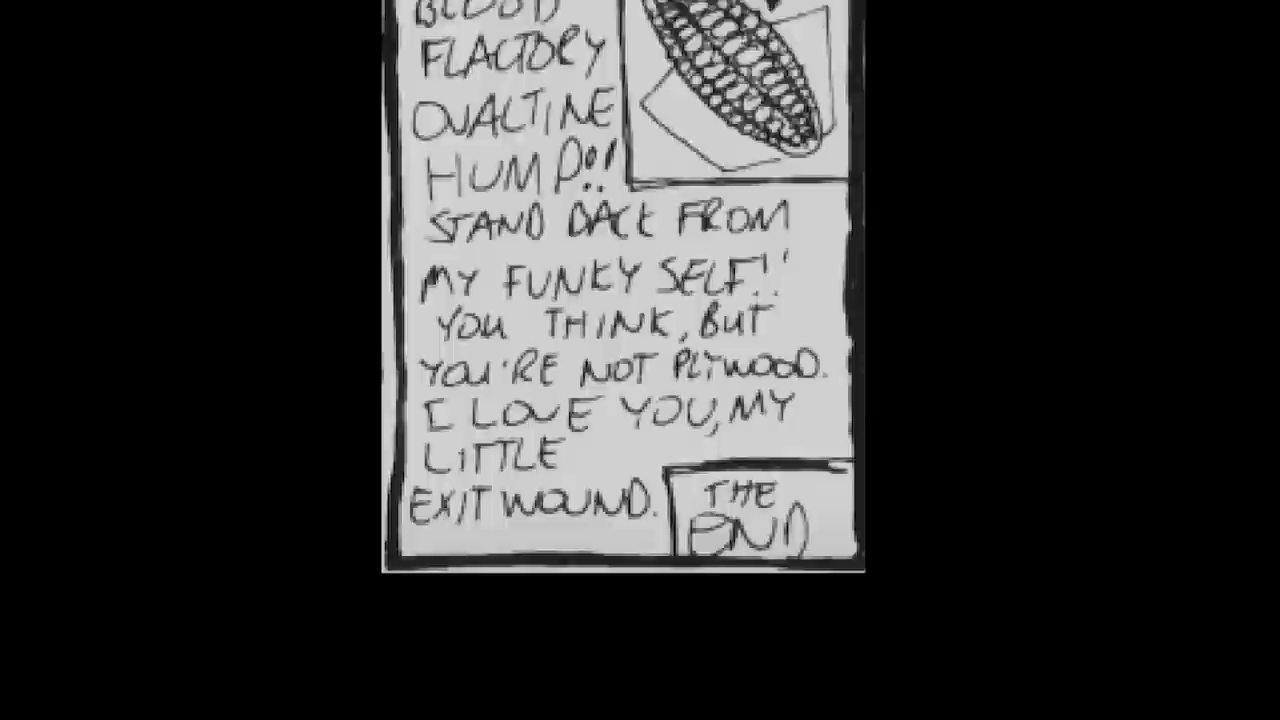 BLOOD
FLACTORY
OVALTINE
HUMP!!
STAND BACK FROM
MY FUNKY SELF!!
YOU THINK, BUT
YOU'RE NOT PLYWOOD.
I LOVE YOU, MY
LITTLE
EXIT WOUND.
THE
END